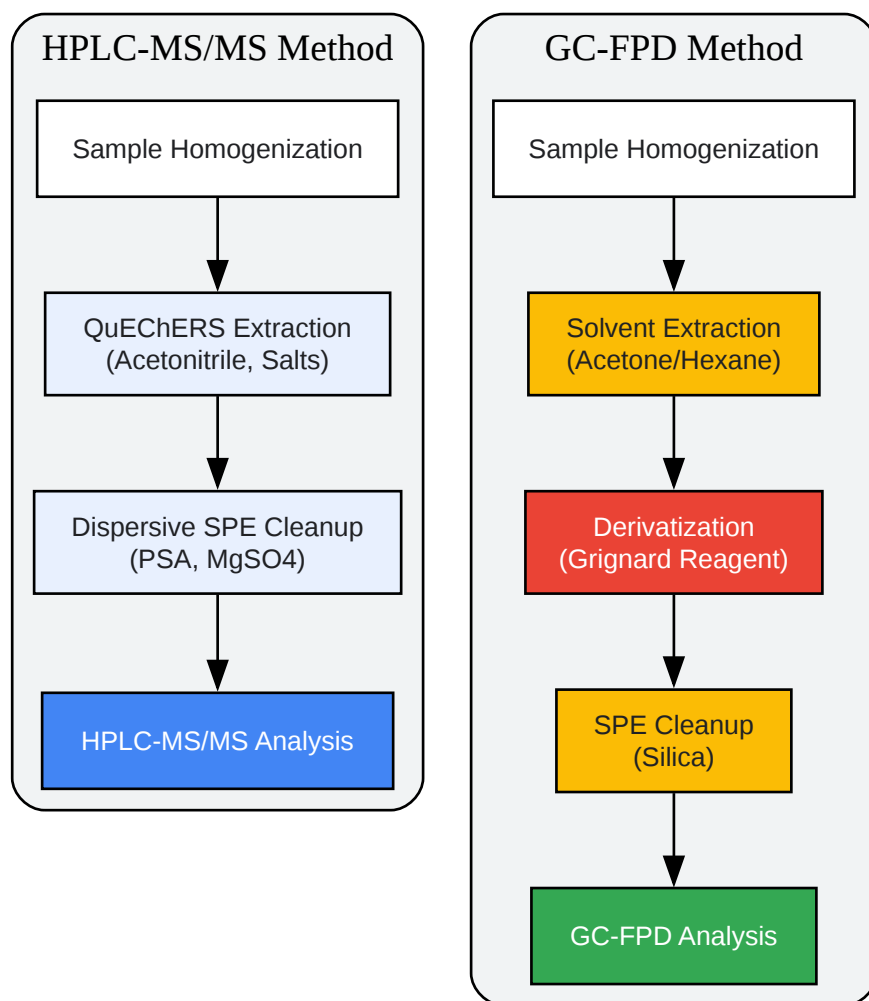 HPLC-MS/MS Method
Sample Homogenization
QuEChERS Extraction
(Acetonitrile, Salts)
Dispersive SPE Cleanup
(PSA, MgSO4)
HPLC-MS/MS Analysis
GC-FPD Method
Sample Homogenization
Solvent Extraction
(Acetone/Hexane)
Derivatization
(Grignard Reagent)
SPE Cleanup
(Silica)
GC-FPD Analysis